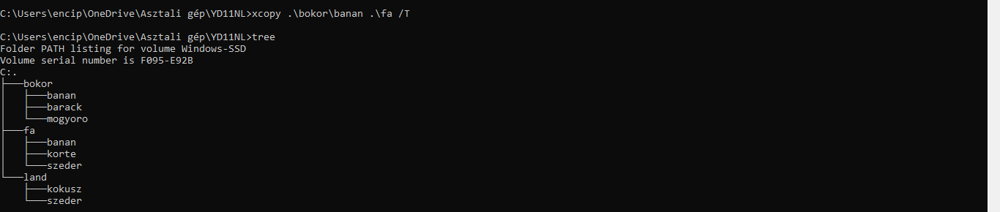 C:\Users\encip\OneDrive\Asztali gép\YD11NL>xcopy .\bokor\banan .\fa /T
C:\Users\encip\OneDrive\Asztali gép\YD11NL>tree
Folder PATH listing for volume Windows-SSD
Volume serial number is F095-E92B
C:.
├───bokor
│   ├───banan
│   ├───barack
│   └───mogyoro
├───fa
│   ├───banan
│   ├───korte
│   └───szeder
└───land
    ├───kokusz
    └───szeder